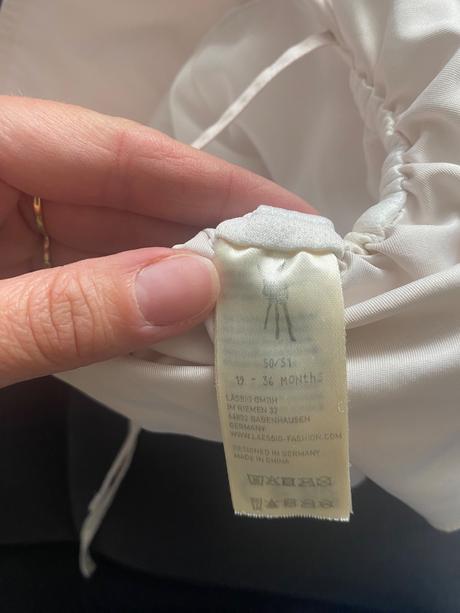 50/51
19 - 36 MONthS
LÄSSIG GMBH
IM RIEMEN 32
64832 BABENHAUSEN
GERMANY
WWW.LAESSIG-FASHION.COM
DESIGNED IN GERMANY
MADE IN CHINA